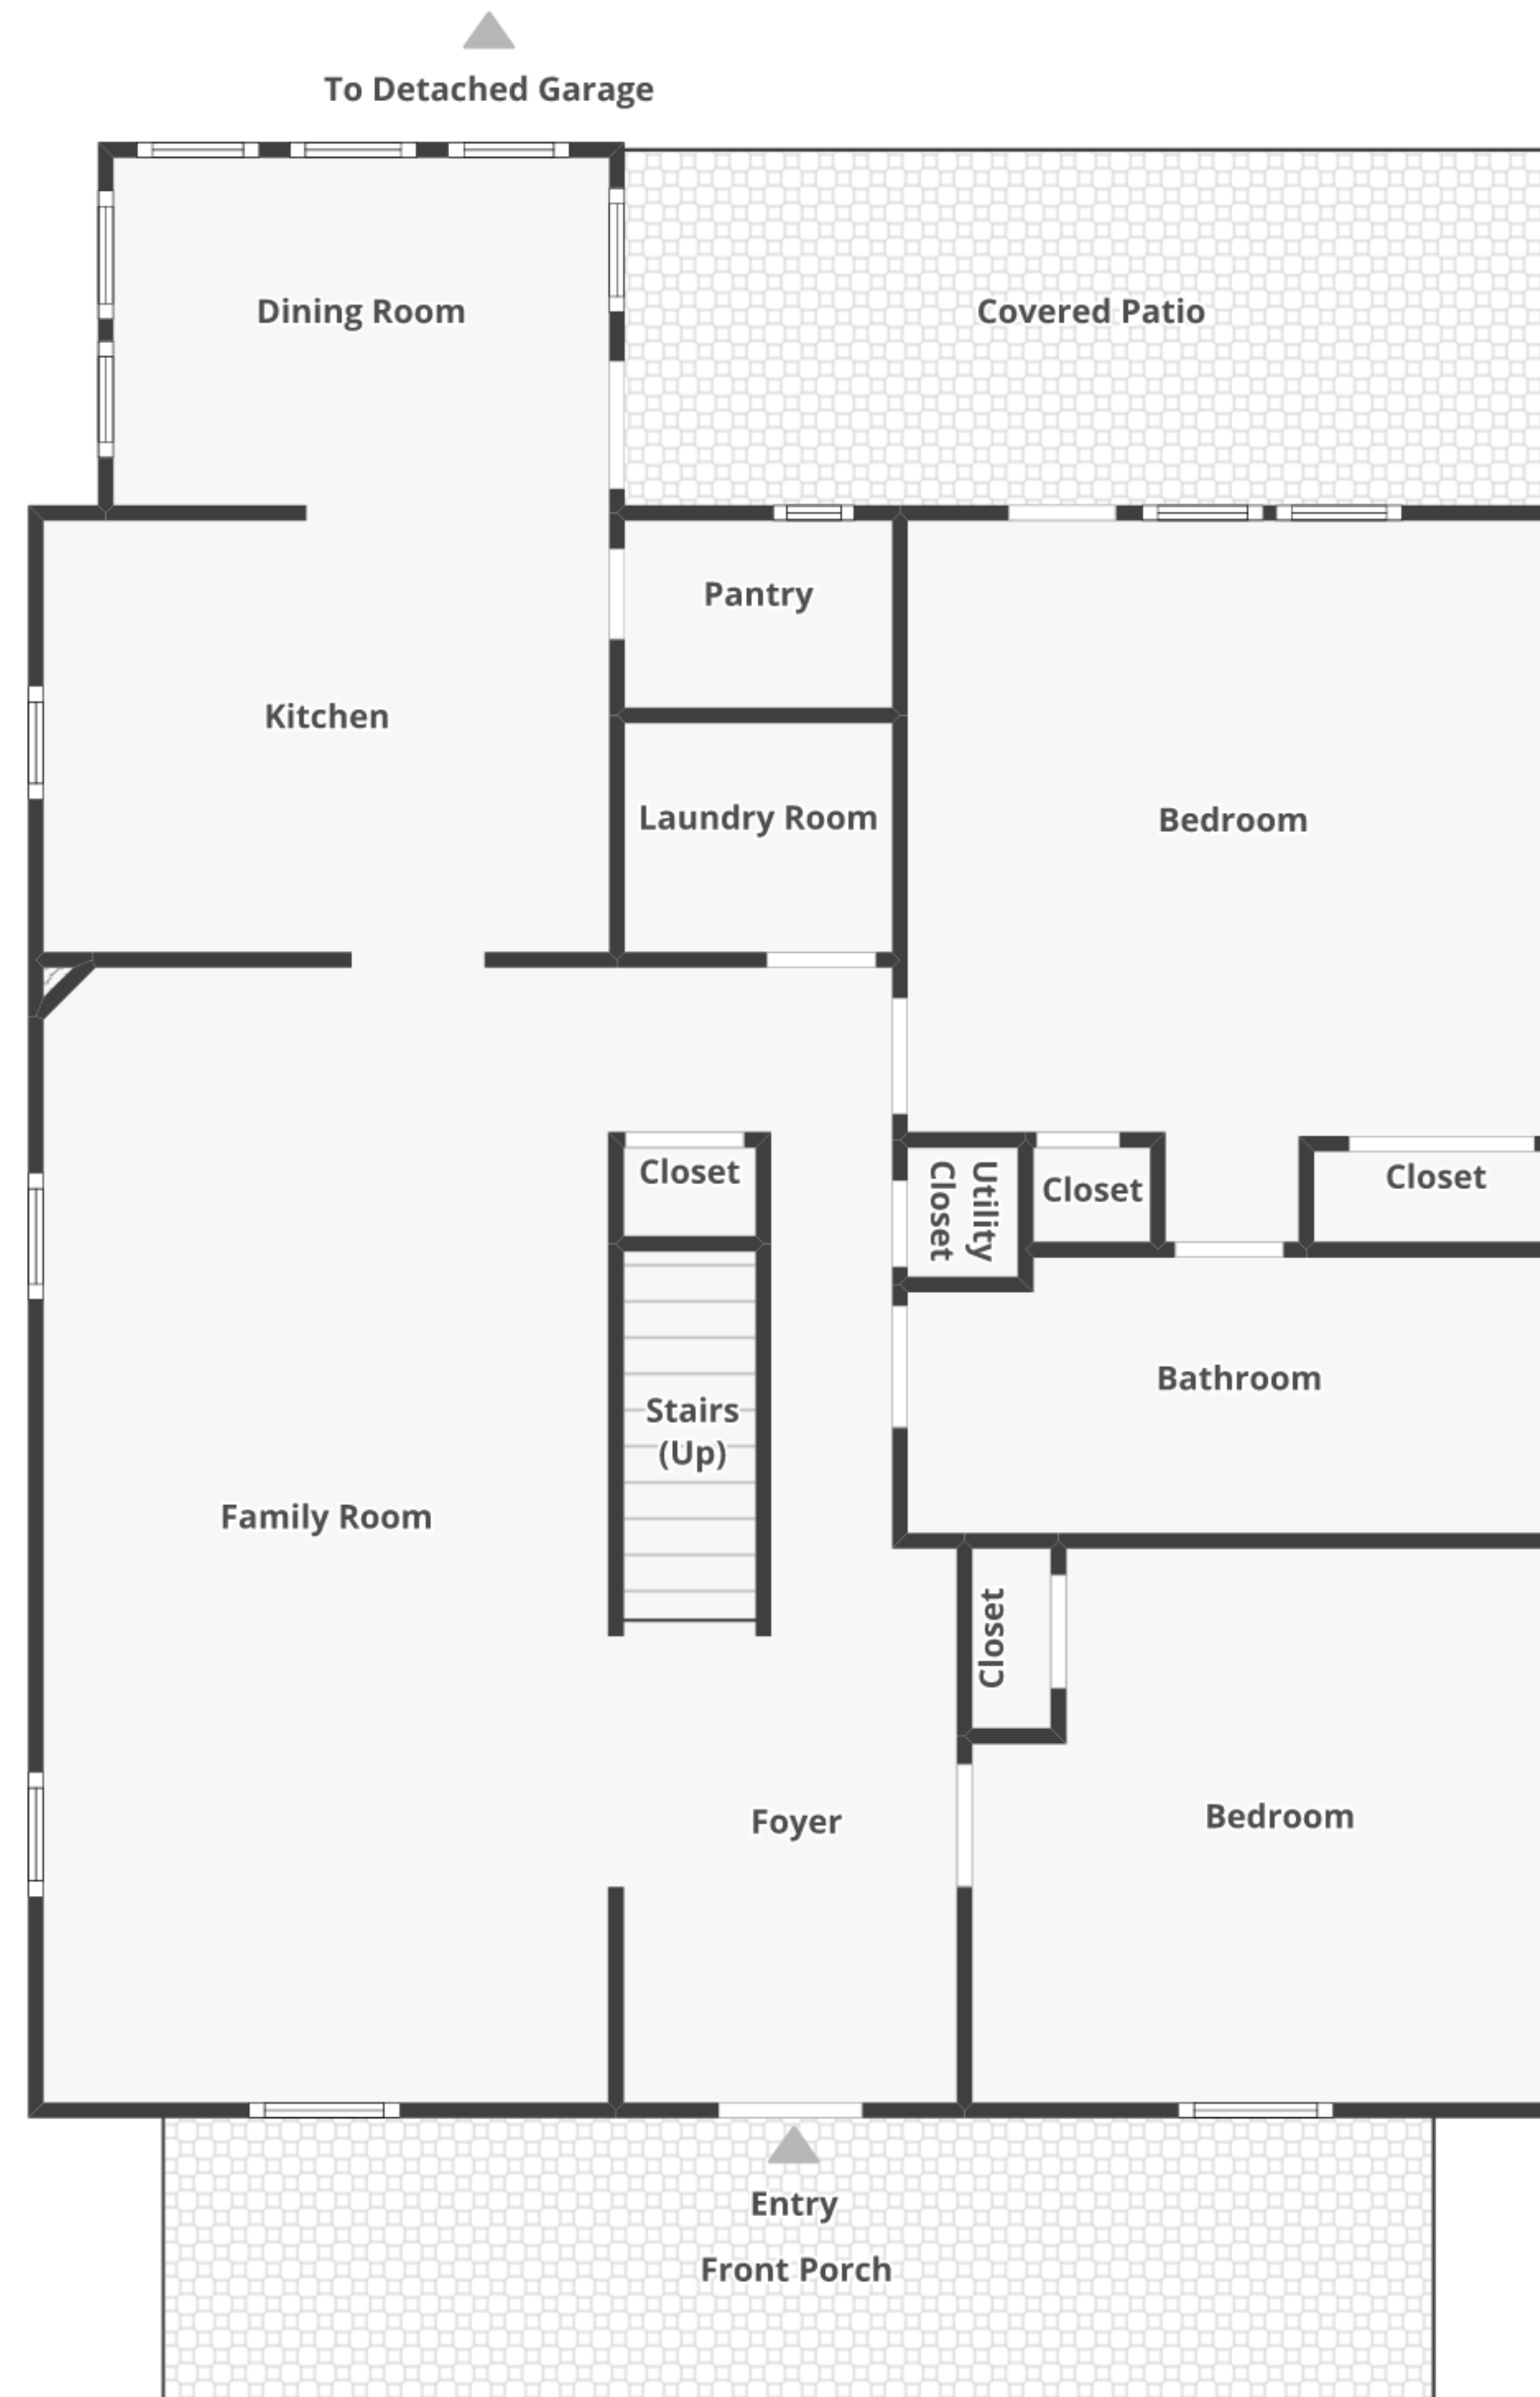 To Detached Garage
Dining Room
Covered Patio
Pantry
Kitchen
Laundry Room
Bedroom
Closet
Utility
Closet
Closet
Closet
Bathroom
Stairs
(Up)
Family Room
Closet
Foyer
Bedroom
Entry
Front Porch